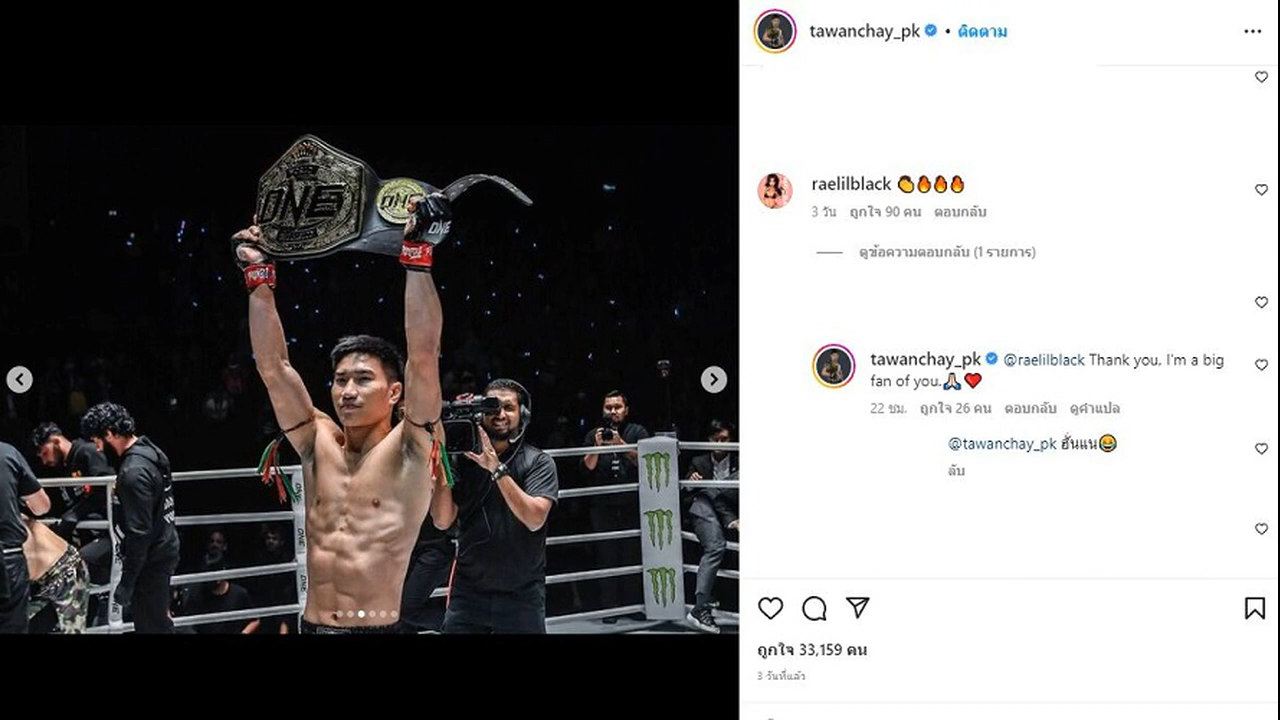 tawanchay_pk • ติดตาม
raelilblack 👏🔥🔥🔥🔥
3 วัน ถูกใจ 90 คน ตอบกลับ
ดูข้อความตอบกลับ (1 รายการ)
tawanchay_pk @raelilblack Thank you, I'm a big
fan of you.🙏🏻❤️
22 ชม. ถูกใจ 26 คน ตอบกลับ ดูคำแปล
@tawanchay_pk ฮั่นแน😂
ลับ
ถูกใจ 33,159 คน
3 วันที่แล้ว
ONE
ONE
ONE